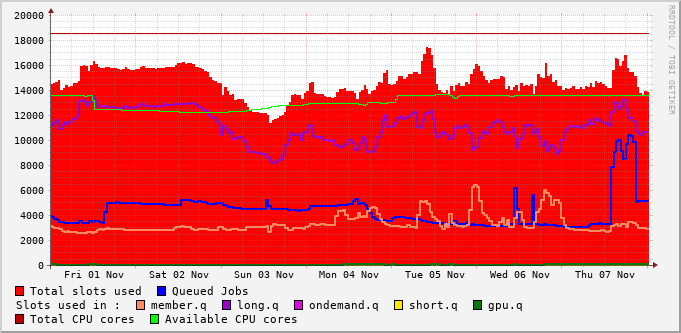 20000
18000
16000
14000
12000
10000
8000
6000
4000
2000
0
Fri 01 Nov Sat 02 Nov Sun 03 Nov Mon 04 Nov Tue 05 Nov Wed 06 Nov Thu 07 Nov
RRDTOOL / TOBI OETIKER
Total slots used Queued Jobs
Slots used in : member.q long.q ondemand.q short.q gpu.q
Total CPU cores Available CPU cores